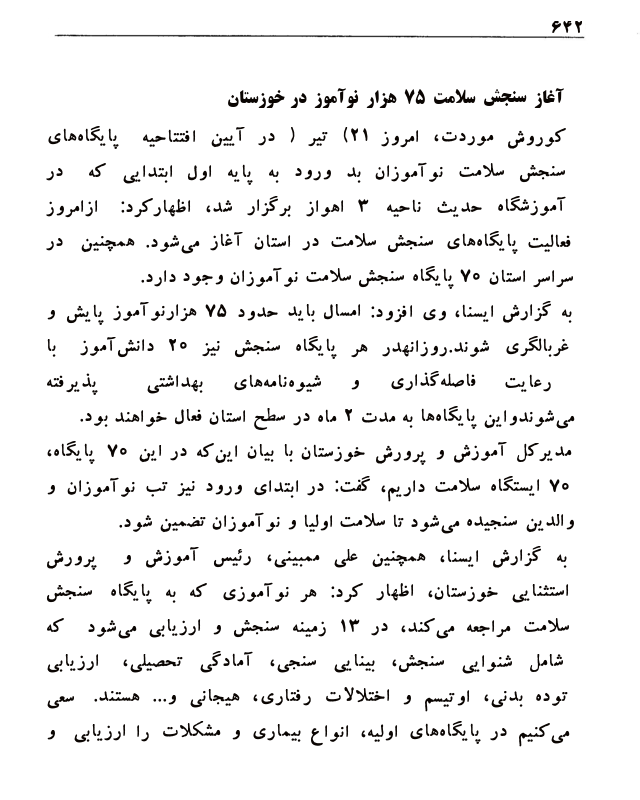 ۶۴۲
آغاز سنجش سلامت ۷۵ هزار نوآموز در خوزستان
کوروش موردت، امروز ۲۱) تیر ( در آیین افتتاحیه پایگاه‌های
سنجش سلامت نوآموزان بد ورود به پایه اول ابتدایی که در
آموزشگاه حدیث ناحیه ۳ اهواز برگزار شد، اظهارکرد: ازامروز
فعالیت پایگاه‌های سنجش سلامت در استان آغاز می‌شود. همچنین در
سراسر استان ۷۰ پایگاه سنجش سلامت نوآموزان وجود دارد.
به گزارش ایسنا، وی افزود: امسال باید حدود ۷۵ هزارنوآموز پایش و
غربالگری شوند.روزانهدر هر پایگاه سنجش نیز ۲۰ دانش‌آموز با
رعایت فاصله‌گذاری و شیوه‌نامه‌های بهداشتی پذیرفته
می‌شوندواین پایگاه‌ها به مدت ۲ ماه در سطح استان فعال خواهند بود.
مدیرکل آموزش و پرورش خوزستان با بیان این‌که در این ۷۰ پایگاه،
۷۰ ایستگاه سلامت داریم، گفت: در ابتدای ورود نیز تب نوآموزان و
والدین سنجیده می‌شود تا سلامت اولیا و نوآموزان تضمین شود.
به گزارش ایسنا، همچنین علی ممبینی، رئیس آموزش و پرورش
استثنایی خوزستان، اظهار کرد: هر نوآموزی که به پایگاه سنجش
سلامت مراجعه می‌کند، در ۱۳ زمینه سنجش و ارزیابی می‌شود که
شامل شنوایی سنجش، بینایی سنجی، آمادگی تحصیلی، ارزیابی
توده بدنی، اوتیسم و اختلالات رفتاری، هیجانی و... هستند. سعی
می‌کنیم در پایگاه‌های اولیه، انواع بیماری و مشکلات را ارزیابی و